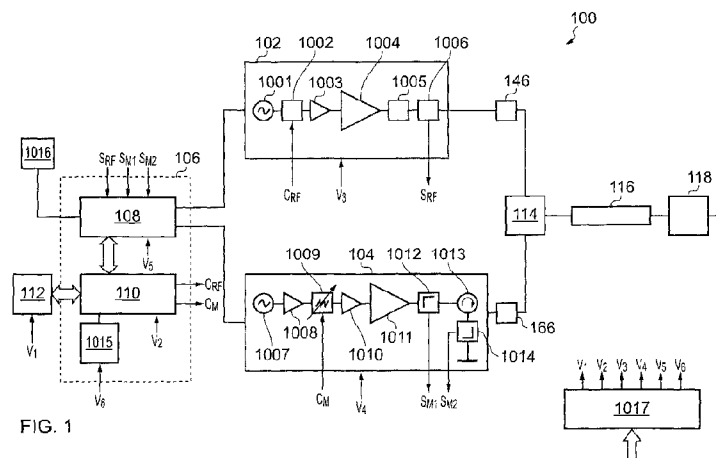 100
102
1002
1004
1006
1001
1003
1005
146
1016
SRF SM1 SM2
106
CRF
V3
SRF
118
116
108
114
V5
1009
104
1012
1013
112
110
CRF
CM
1007
1008
1010
1011
1014
166
V1
1015
V2
V6
CM
V4
SM1
SM2
V1 V2 V3 V4 V5 V6
1017
FIG. 1